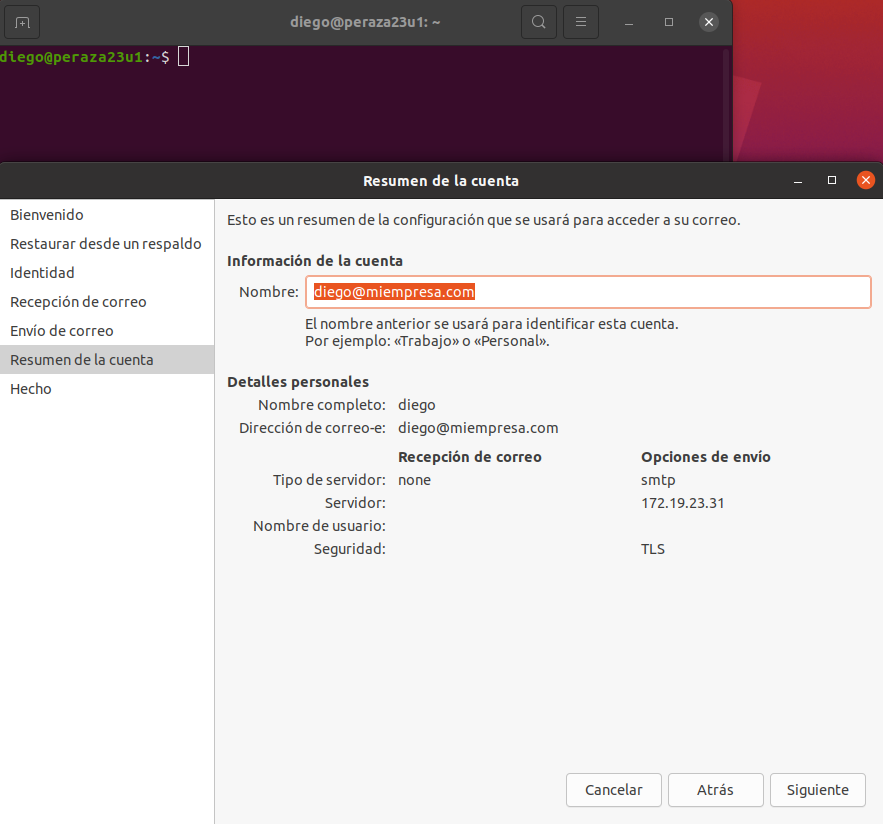 diego@peraza23u1: ~
diego@peraza23u1:~$
Resumen de la cuenta
Bienvenido
Restaurar desde un respaldo
Identidad
Recepción de correo
Envío de correo
Resumen de la cuenta
Hecho
Esto es un resumen de la configuración que se usará para acceder a su correo.
Información de la cuenta
Nombre: diego@miempresa.com
El nombre anterior se usará para identificar esta cuenta.
Por ejemplo: «Trabajo» o «Personal».
Detalles personales
Nombre completo: diego
Dirección de correo-e: diego@miempresa.com
Recepción de correo Opciones de envío
Tipo de servidor: none smtp
Servidor: 172.19.23.31
Nombre de usuario:
Seguridad: TLS
Cancelar Atrás Siguiente